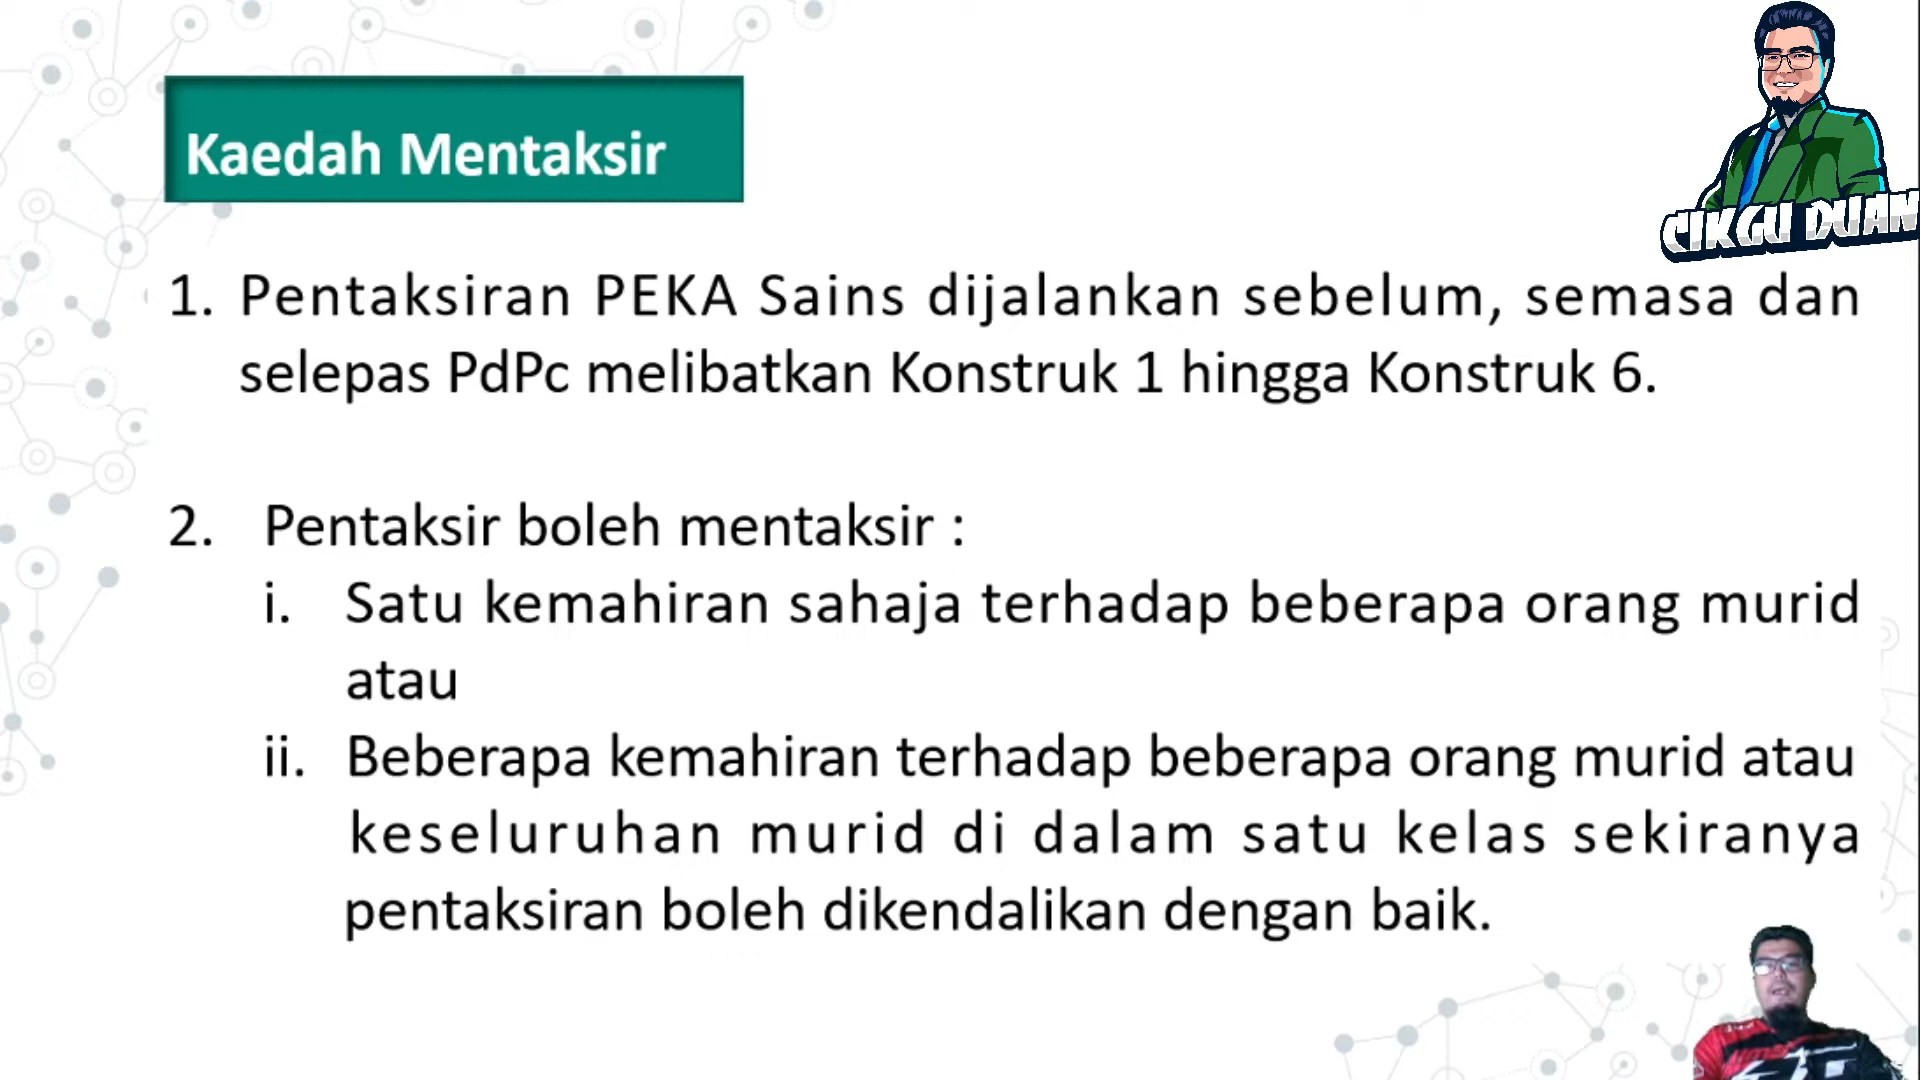 Kaedah Mentaksir
CIKGU DUAN
1. Pentaksiran PEKA Sains dijalankan sebelum, semasa dan
selepas PdPc melibatkan Konstruk 1 hingga Konstruk 6.
2. Pentaksir boleh mentaksir :
i. Satu kemahiran sahaja terhadap beberapa orang murid
atau
ii. Beberapa kemahiran terhadap beberapa orang murid atau
keseluruhan murid di dalam satu kelas sekiranya
pentaksiran boleh dikendalikan dengan baik.